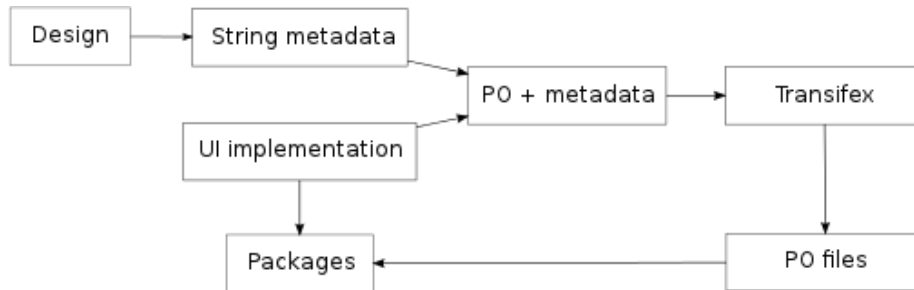 Design
String metadata
PO + metadata
Transifex
UI implementation
Packages
PO files